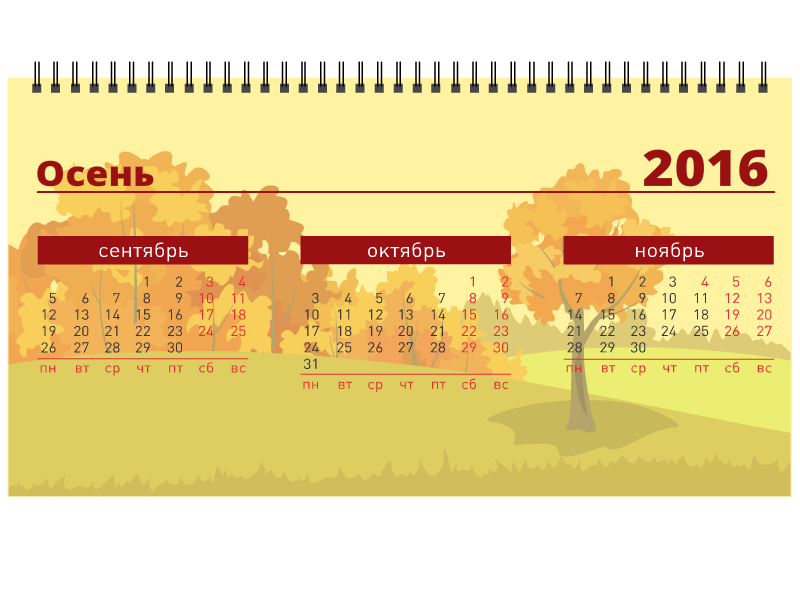 Осень 2016
сентябрь
1 2 3 4
5 6 7 8 9 10 11
12 13 14 15 16 17 18
19 20 21 22 23 24 25
26 27 28 29 30
пн вт ср чт пт сб вс
октябрь
1 2
3 4 5 6 7 8 9
10 11 12 13 14 15 16
17 18 19 20 21 22 23
24 25 26 27 28 29 30
31
пн вт ср чт пт сб вс
ноябрь
1 2 3 4 5 6
7 8 9 10 11 12 13
14 15 16 17 18 19 20
21 22 23 24 25 26 27
28 29 30
пн вт ср чт пт сб вс